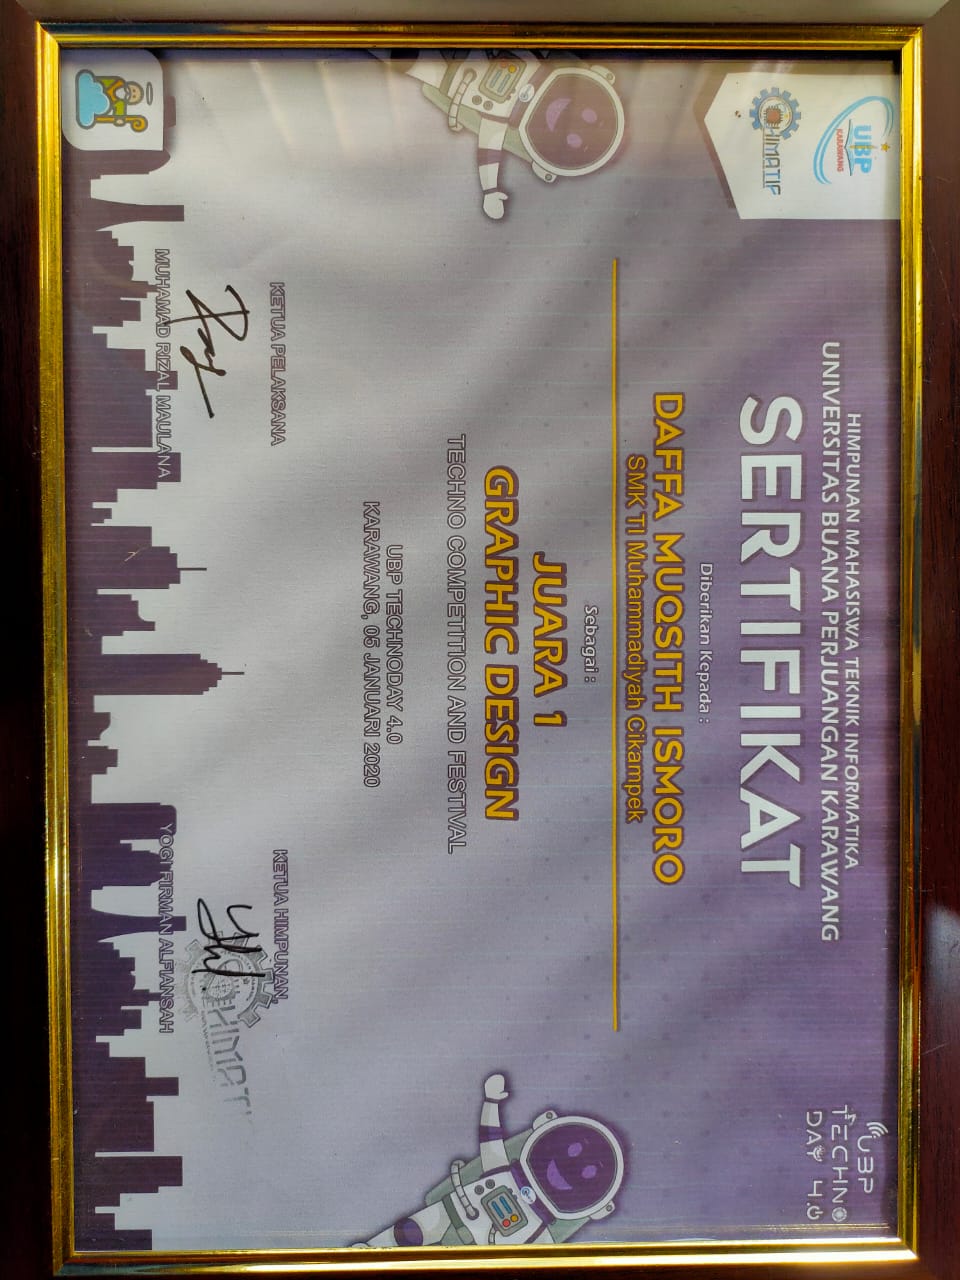 UBP
KARAWANG
HIMATIF
HIMPUNAN MAHASISWA TEKNIK INFORMATIKA
UNIVERSITAS BUANA PERJUANGAN KARAWANG
SERTIFIKAT
UBP
TECHNO
DAY 4.0
Diberikan Kepada :
DAFFA MUQSITH ISMORO
SMK TI Muhammadiyah Cikampek
Sebagai :
JUARA 1
GRAPHIC DESIGN
TECHNO COMPETITION AND FESTIVAL
UBP TECHNODAY 4.0
KARAWANG, 05 JANUARI 2020
KETUA PELAKSANA
MUHAMAD RIZAL MAULANA
KETUA HIMPUNAN,
HIMATI
YOGI FIRMAN ALFIANSAH